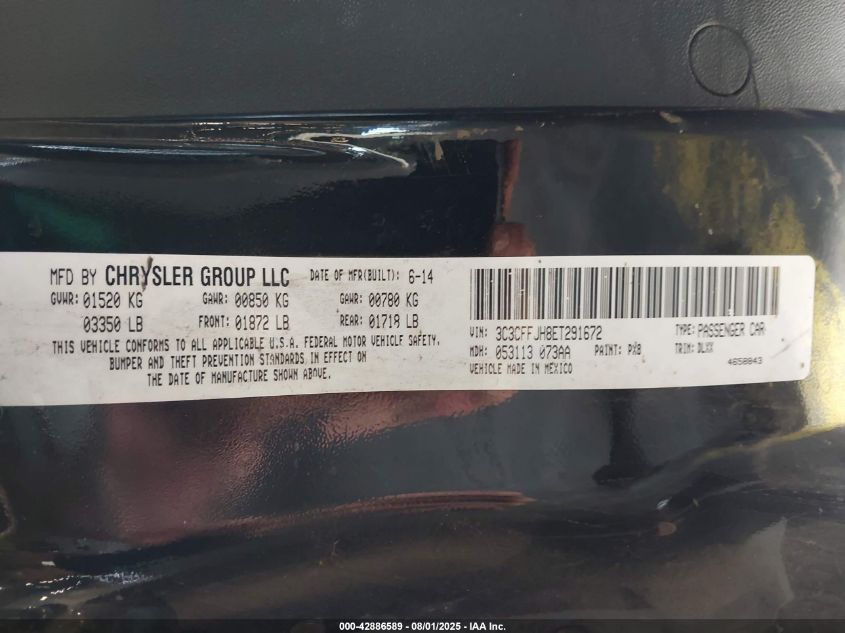 MFD BY CHRYSLER GROUP LLC DATE OF MFR(BUILT): 6-14
GVWR: 01520 KG GAWR: 00850 KG GAWR: 00780 KG
03350 LB FRONT: 01872 LB REAR: 01718 LB
THIS VEHICLE CONFORMS TO ALL APPLICABLE U.S.A. FEDERAL MOTOR VEHICLE SAFETY,
BUMPER AND THEFT PREVENTION STANDARDS IN EFFECT ON
THE DATE OF MANUFACTURE SHOWN ABOVE.
VIN: 3C3CFFJH8ET291672 TYPE: PASSENGER CAR
MDH: 053113 073AA PAINT: PX8 TRIM: DLXX
VEHICLE MADE IN MEXICO 4658843
000-42886589 - 08/01/2025 - IAA Inc.